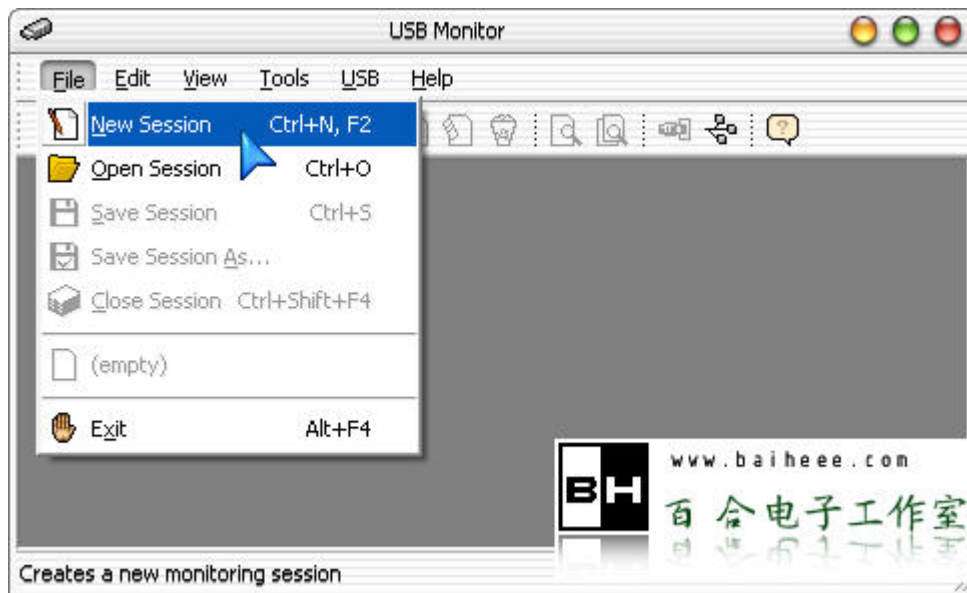 USB Monitor
File Edit View Tools USB Help
New Session Ctrl+N, F2
Open Session Ctrl+O
Save Session Ctrl+S
Save Session As...
Close Session Ctrl+Shift+F4
(empty)
Exit Alt+F4
BH
www.baiheee.com
百合电子工作室
Creates a new monitoring session